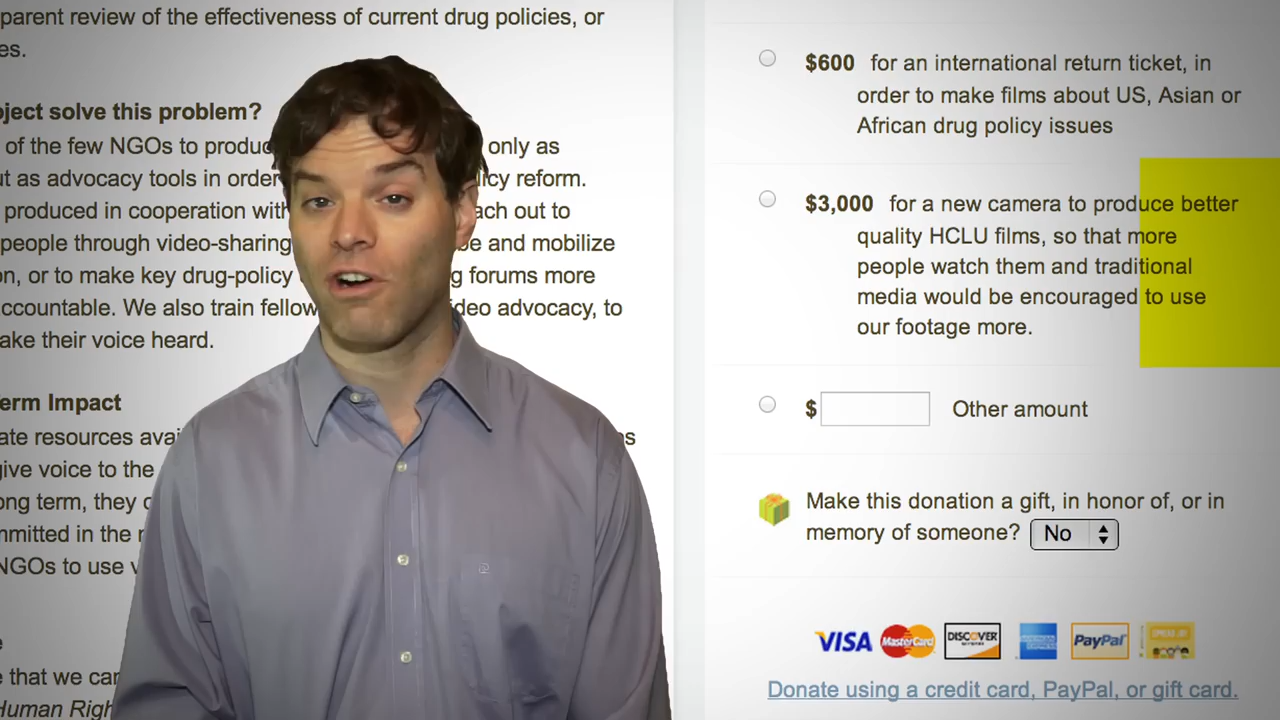 parent review of the effectiveness of current drug policies, or
es.
oject solve this problem?
of the few NGOs to produc only as
ut as advocacy tools in order licy reform.
produced in cooperation with ach out to
people through video-sharing e and mobilize
on, or to make key drug-policy g forums more
ccountable. We also train fellow deo advocacy, to
ake their voice heard.
erm Impact
ate resources avai s
give voice to the
ong term, they
mmitted in the
NGOs to use
e
that we can
Human Righ
$600 for an international return ticket, in
order to make films about US, Asian or
African drug policy issues
$3,000 for a new camera to produce better
quality HCLU films, so that more
people watch them and traditional
media would be encouraged to use
our footage more.
$ Other amount
Make this donation a gift, in honor of, or in
memory of someone? No
VISA MasterCard DISCOVER AMERICAN EXPRESS PayPal
Donate using a credit card, PayPal, or gift card.